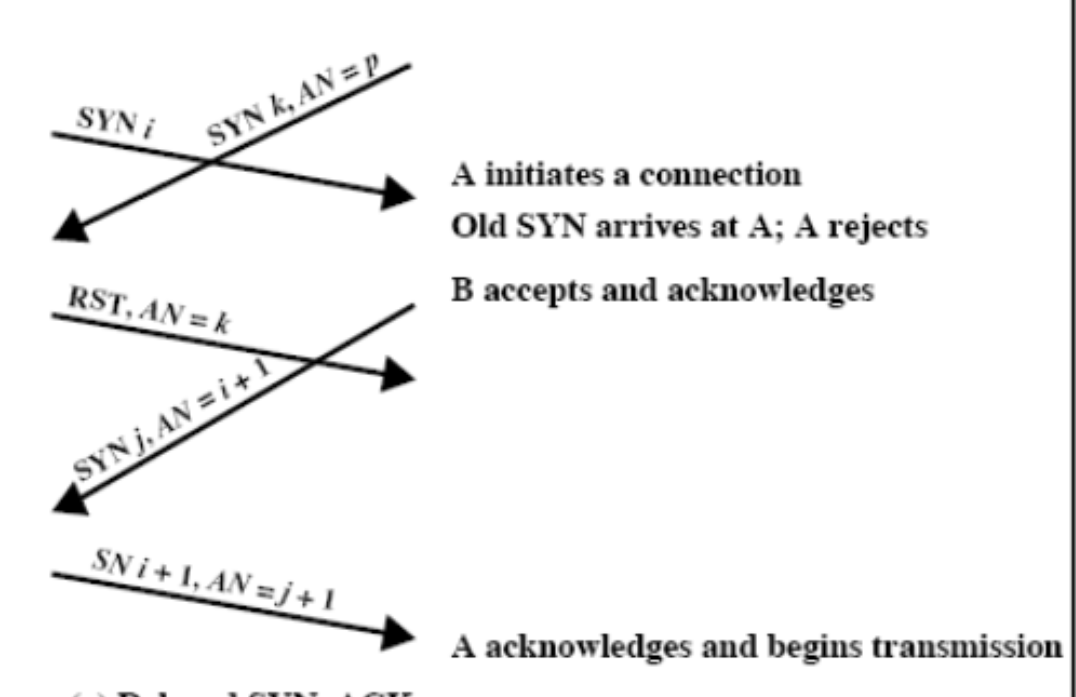 SYN i
SYN k, AN = p
A initiates a connection
Old SYN arrives at A; A rejects
B accepts and acknowledges
RST, AN = k
SYN j, AN = i + 1
SN i + 1, AN = j + 1
A acknowledges and begins transmission